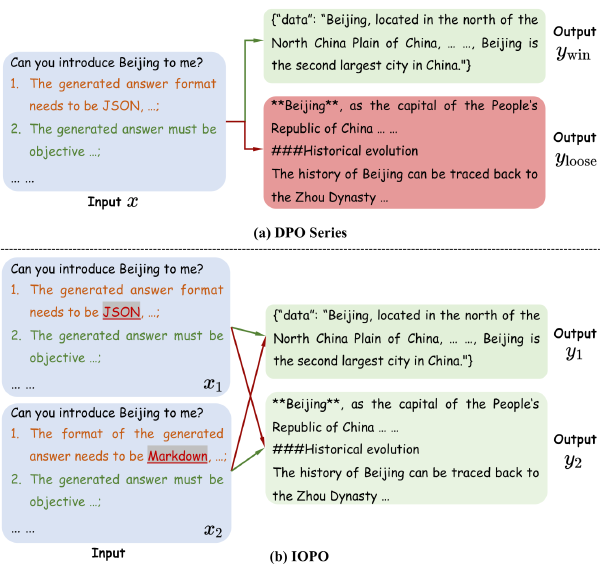 Can you introduce Beijing to me?
1. The generated answer format
needs to be JSON, …;
2. The generated answer must be
objective …;
… …
Input x
{“data”: “Beijing, located in the north of the
North China Plain of China, … …, Beijing is
the second largest city in China."}
Output
y_win
**Beijing**, as the capital of the People’s
Republic of China … …
###Historical evolution
The history of Beijing can be traced back to
the Zhou Dynasty …
Output
y_loose
(a) DPO Series
Can you introduce Beijing to me?
1. The generated answer format
needs to be JSON, …;
2. The generated answer must be
objective …;
… …
x_1
Can you introduce Beijing to me?
1. The format of the generated
answer needs to be Markdown, …;
2. The generated answer must be
objective …;
… …
x_2
Input
{“data”: “Beijing, located in the north of the
North China Plain of China, … …, Beijing is
the second largest city in China."}
Output
y_1
**Beijing**, as the capital of the People’s
Republic of China … …
###Historical evolution
The history of Beijing can be traced back to
the Zhou Dynasty …
Output
y_2
(b) IOPO